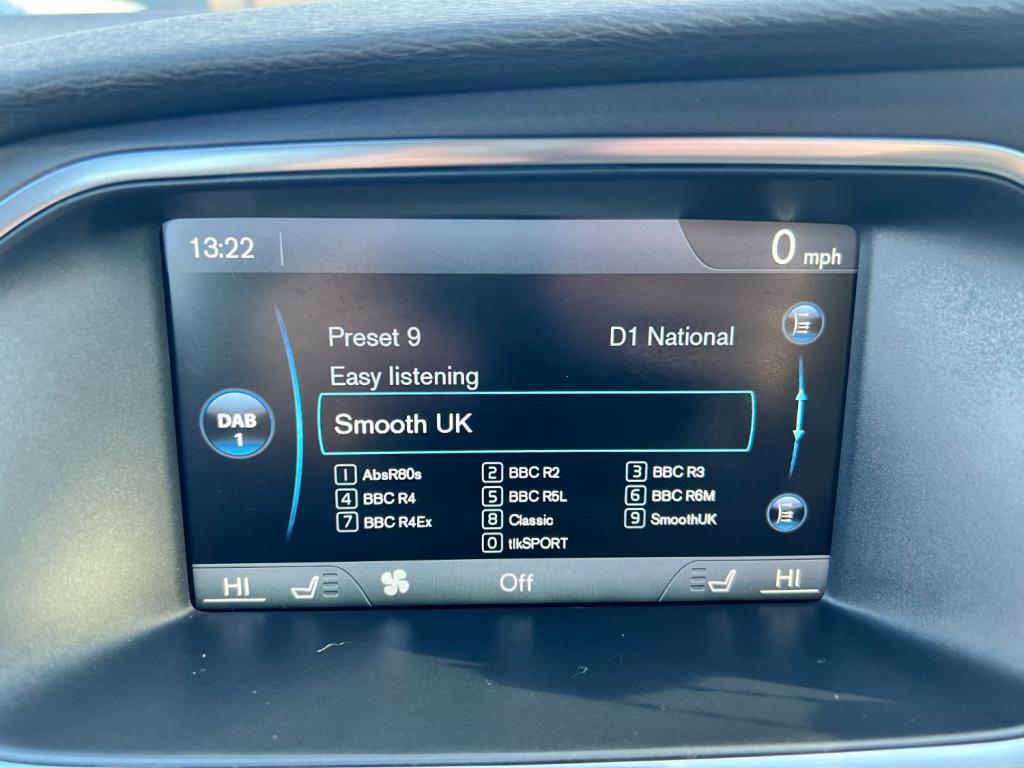 13:22 0 mph
Preset 9 D1 National
Easy listening
DAB
1
Smooth UK
1 AbsR80s 2 BBC R2 3 BBC R3
4 BBC R4 5 BBC R5L 6 BBC R6M
7 BBC R4Ex 8 Classic 9 SmoothUK
0 tlkSPORT
HI Off HI